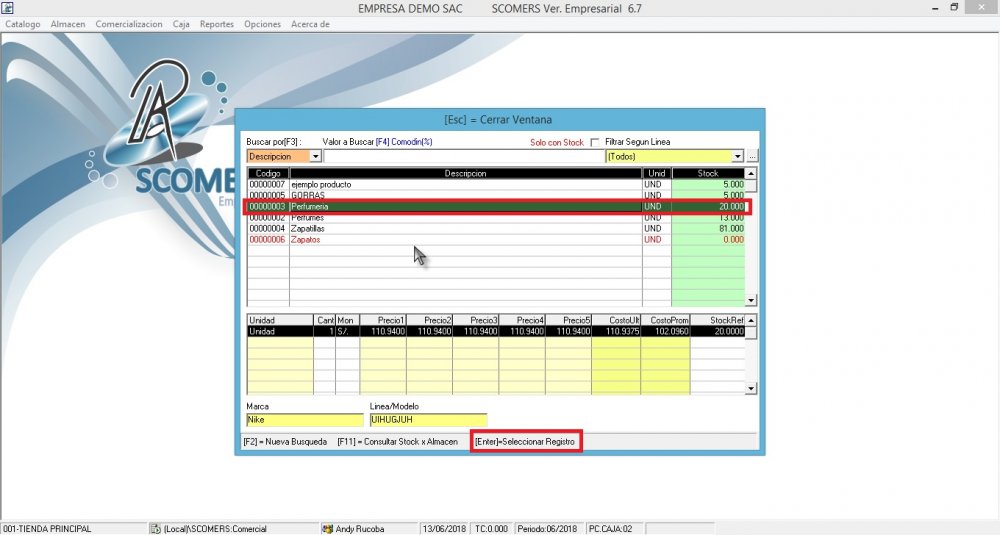 EMPRESA DEMO SAC SCOMERS Ver. Empresarial 6.7
Catalogo Almacen Comercializacion Caja Reportes Opciones Acerca de
SCOMERS
Em
[Esc] = Cerrar Ventana
Buscar por[F3] : Valor a Buscar [F4] Comodin(%) Solo con Stock Filtrar Segun Linea
Descripcion (Todos) ...
Codigo Descripcion Unid Stock
00000007 ejemplo producto UND 5.000
00000005 GORRAS UND 5.000
00000003 Perfumeria UND 20.000
00000002 Perfumes UND 13.000
00000004 Zapatillas UND 81.000
00000006 Zapatos UND 0.000
Unidad Cant Mon Precio1 Precio2 Precio3 Precio4 Precio5 CostoUlt CostoProm StockRef
Unidad 1 S/. 110.9400 110.9400 110.9400 110.9400 110.9400 110.9375 102.0960 20.0000
Marca Linea/Modelo
Nike UIHUGJUH
[F2] = Nueva Busqueda [F11] = Consultar Stock x Almacen [Enter]=Seleccionar Registro
001-TIENDA PRINCIPAL (Local)\SCOMERS:Comercial Andy Rucoba 13/06/2018 TC:0.000 Periodo:06/2018 PC.CAJA:02